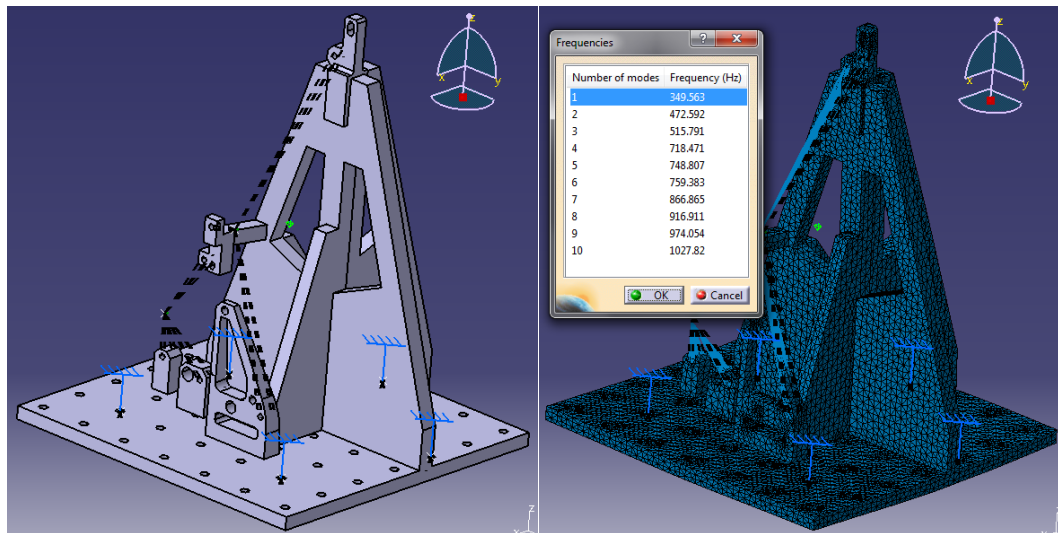 z
x
y
z
x
Frequencies
Number of modes Frequency (Hz)
1 349.563
2 472.592
3 515.791
4 718.471
5 748.807
6 759.383
7 866.865
8 916.911
9 974.054
10 1027.82
OK Cancel
z
x
y
z